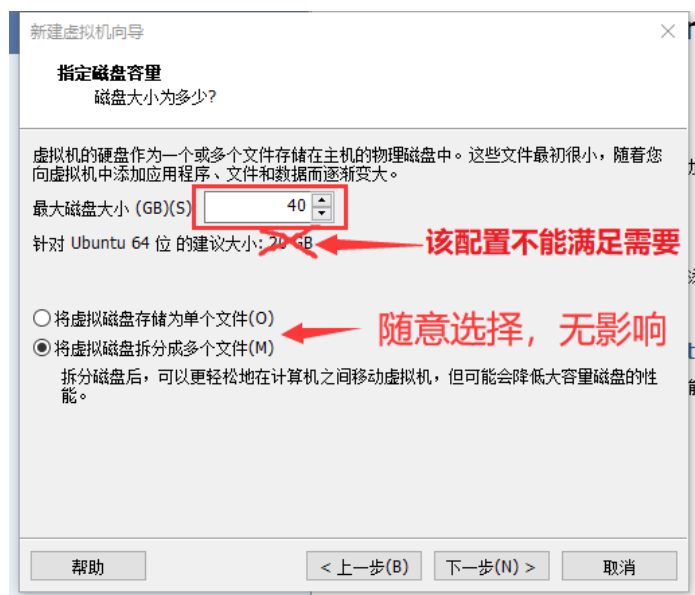 新建虚拟机向导
指定磁盘容量
磁盘大小为多少?
虚拟机的硬盘作为一个或多个文件存储在主机的物理磁盘中。这些文件最初很小，随着您
向虚拟机中添加应用程序、文件和数据而逐渐变大。
最大磁盘大小 (GB)(S) 40
针对 Ubuntu 64 位 的建议大小: 20 GB
该配置不能满足需要
将虚拟磁盘存储为单个文件(O)
随意选择，无影响
将虚拟磁盘拆分成多个文件(M)
拆分磁盘后，可以更轻松地在计算机之间移动虚拟机，但可能会降低大容量磁盘的性
能。
帮助
< 上一步(B)
下一步(N) >
取消